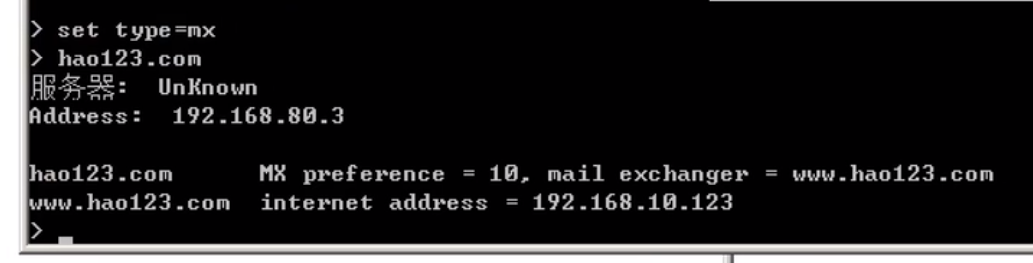 > set type=mx
> hao123.com
服务器:  UnKnown
Address:  192.168.80.3
hao123.com      MX preference = 10, mail exchanger = www.hao123.com
www.hao123.com  internet address = 192.168.10.123
> _